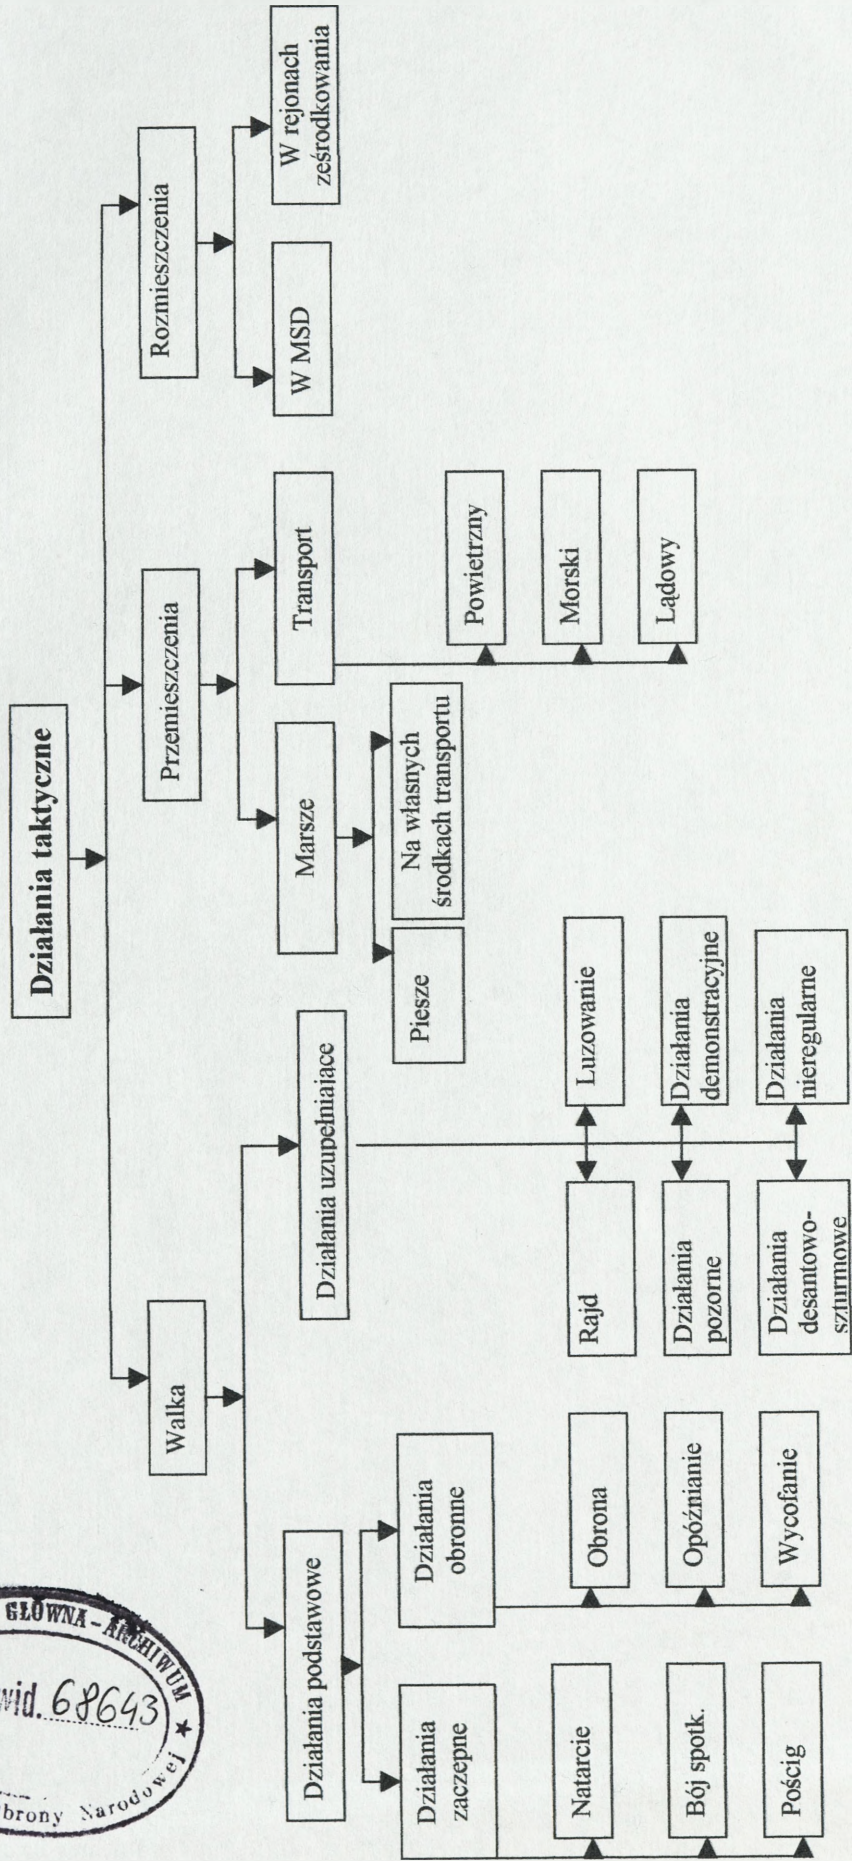 Działania taktyczne
Walka
Przemieszczenia
Rozmieszczenia
Działania podstawowe
Działania uzupełniające
Marsze
Transport
W MSD
W rejonach
ześrodkowania
Działania
zaczepne
Działania
obronne
Piesze
Na własnych
środkach transportu
Powietrzny
Morski
Lądowy
Natarcie
Bój spotk.
Pościg
Obrona
Opóźnianie
Wycofanie
Rajd
Luzowanie
Działania
pozorne
Działania
demonstracyjne
Działania
desantowo-
szturmowe
Działania
nieregularne
GŁÓWNA - ARCHIWUM ★
wid. 68643
brony Narodowej